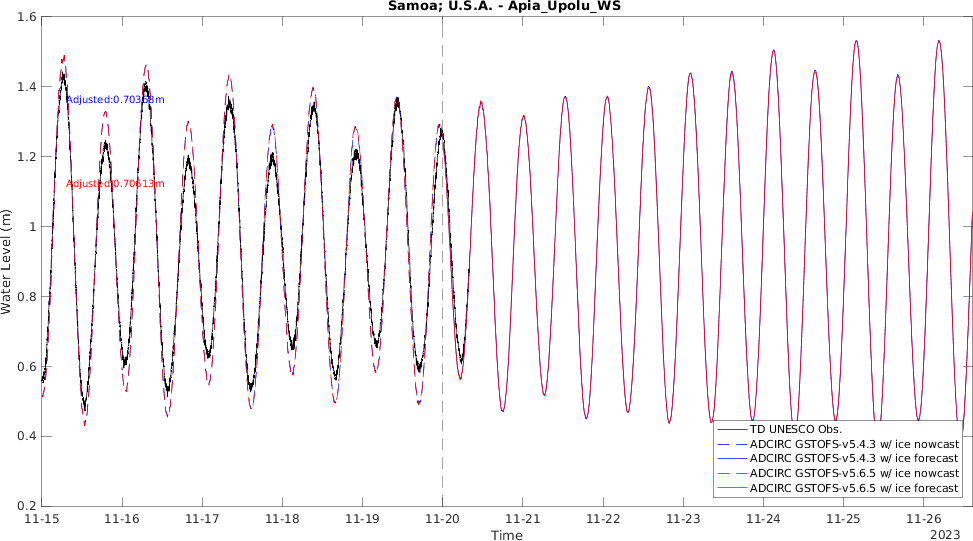 Samoa; U.S.A. - Apia_Upolu_WS
1.6
1.4
1.2
1
0.8
0.6
0.4
0.2
Water Level (m)
Adjusted:0.70368m
Adjusted:0.70613m
TD UNESCO Obs.
ADCIRC GSTOFS-v5.4.3 w/ ice nowcast
ADCIRC GSTOFS-v5.4.3 w/ ice forecast
ADCIRC GSTOFS-v5.6.5 w/ ice nowcast
ADCIRC GSTOFS-v5.6.5 w/ ice forecast
11-15 11-16 11-17 11-18 11-19 11-20 11-21 11-22 11-23 11-24 11-25 11-26
2023
Time